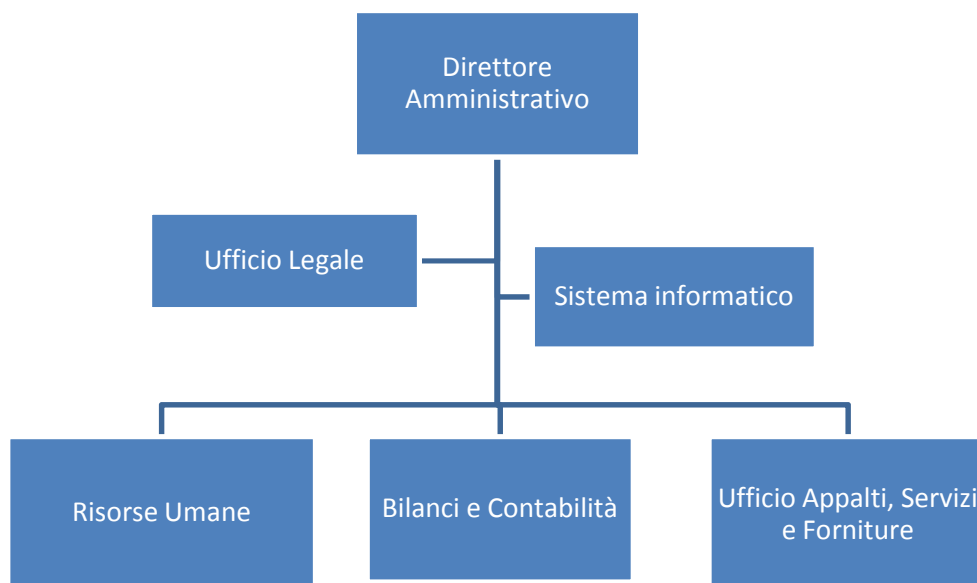 Direttore
Amministrativo
Ufficio Legale
Sistema informatico
Risorse Umane
Bilanci e Contabilità
Ufficio Appalti, Servizi
e Forniture